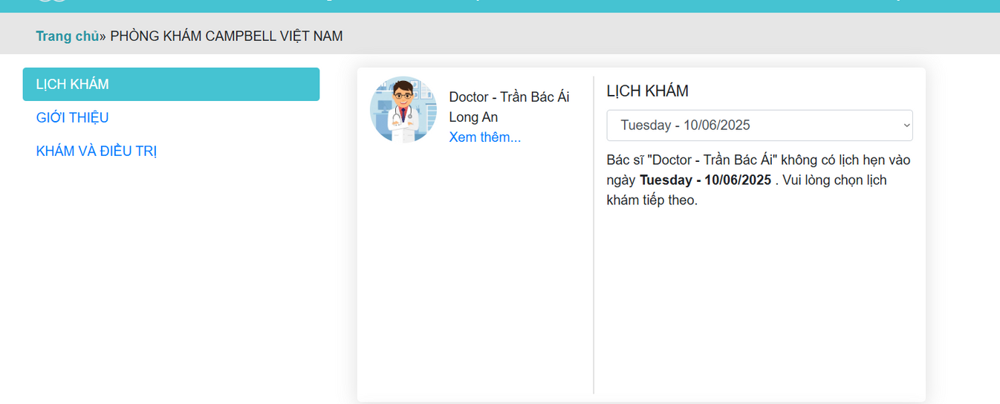 Trang chủ» PHÒNG KHÁM CAMPBELL VIỆT NAM
LỊCH KHÁM
GIỚI THIỆU
KHÁM VÀ ĐIỀU TRỊ
Doctor - Trần Bác Ái
Long An
Xem thêm...
LỊCH KHÁM
Tuesday - 10/06/2025
Bác sĩ "Doctor - Trần Bác Ái" không có lịch hẹn vào
ngày Tuesday - 10/06/2025 . Vui lòng chọn lịch
khám tiếp theo.